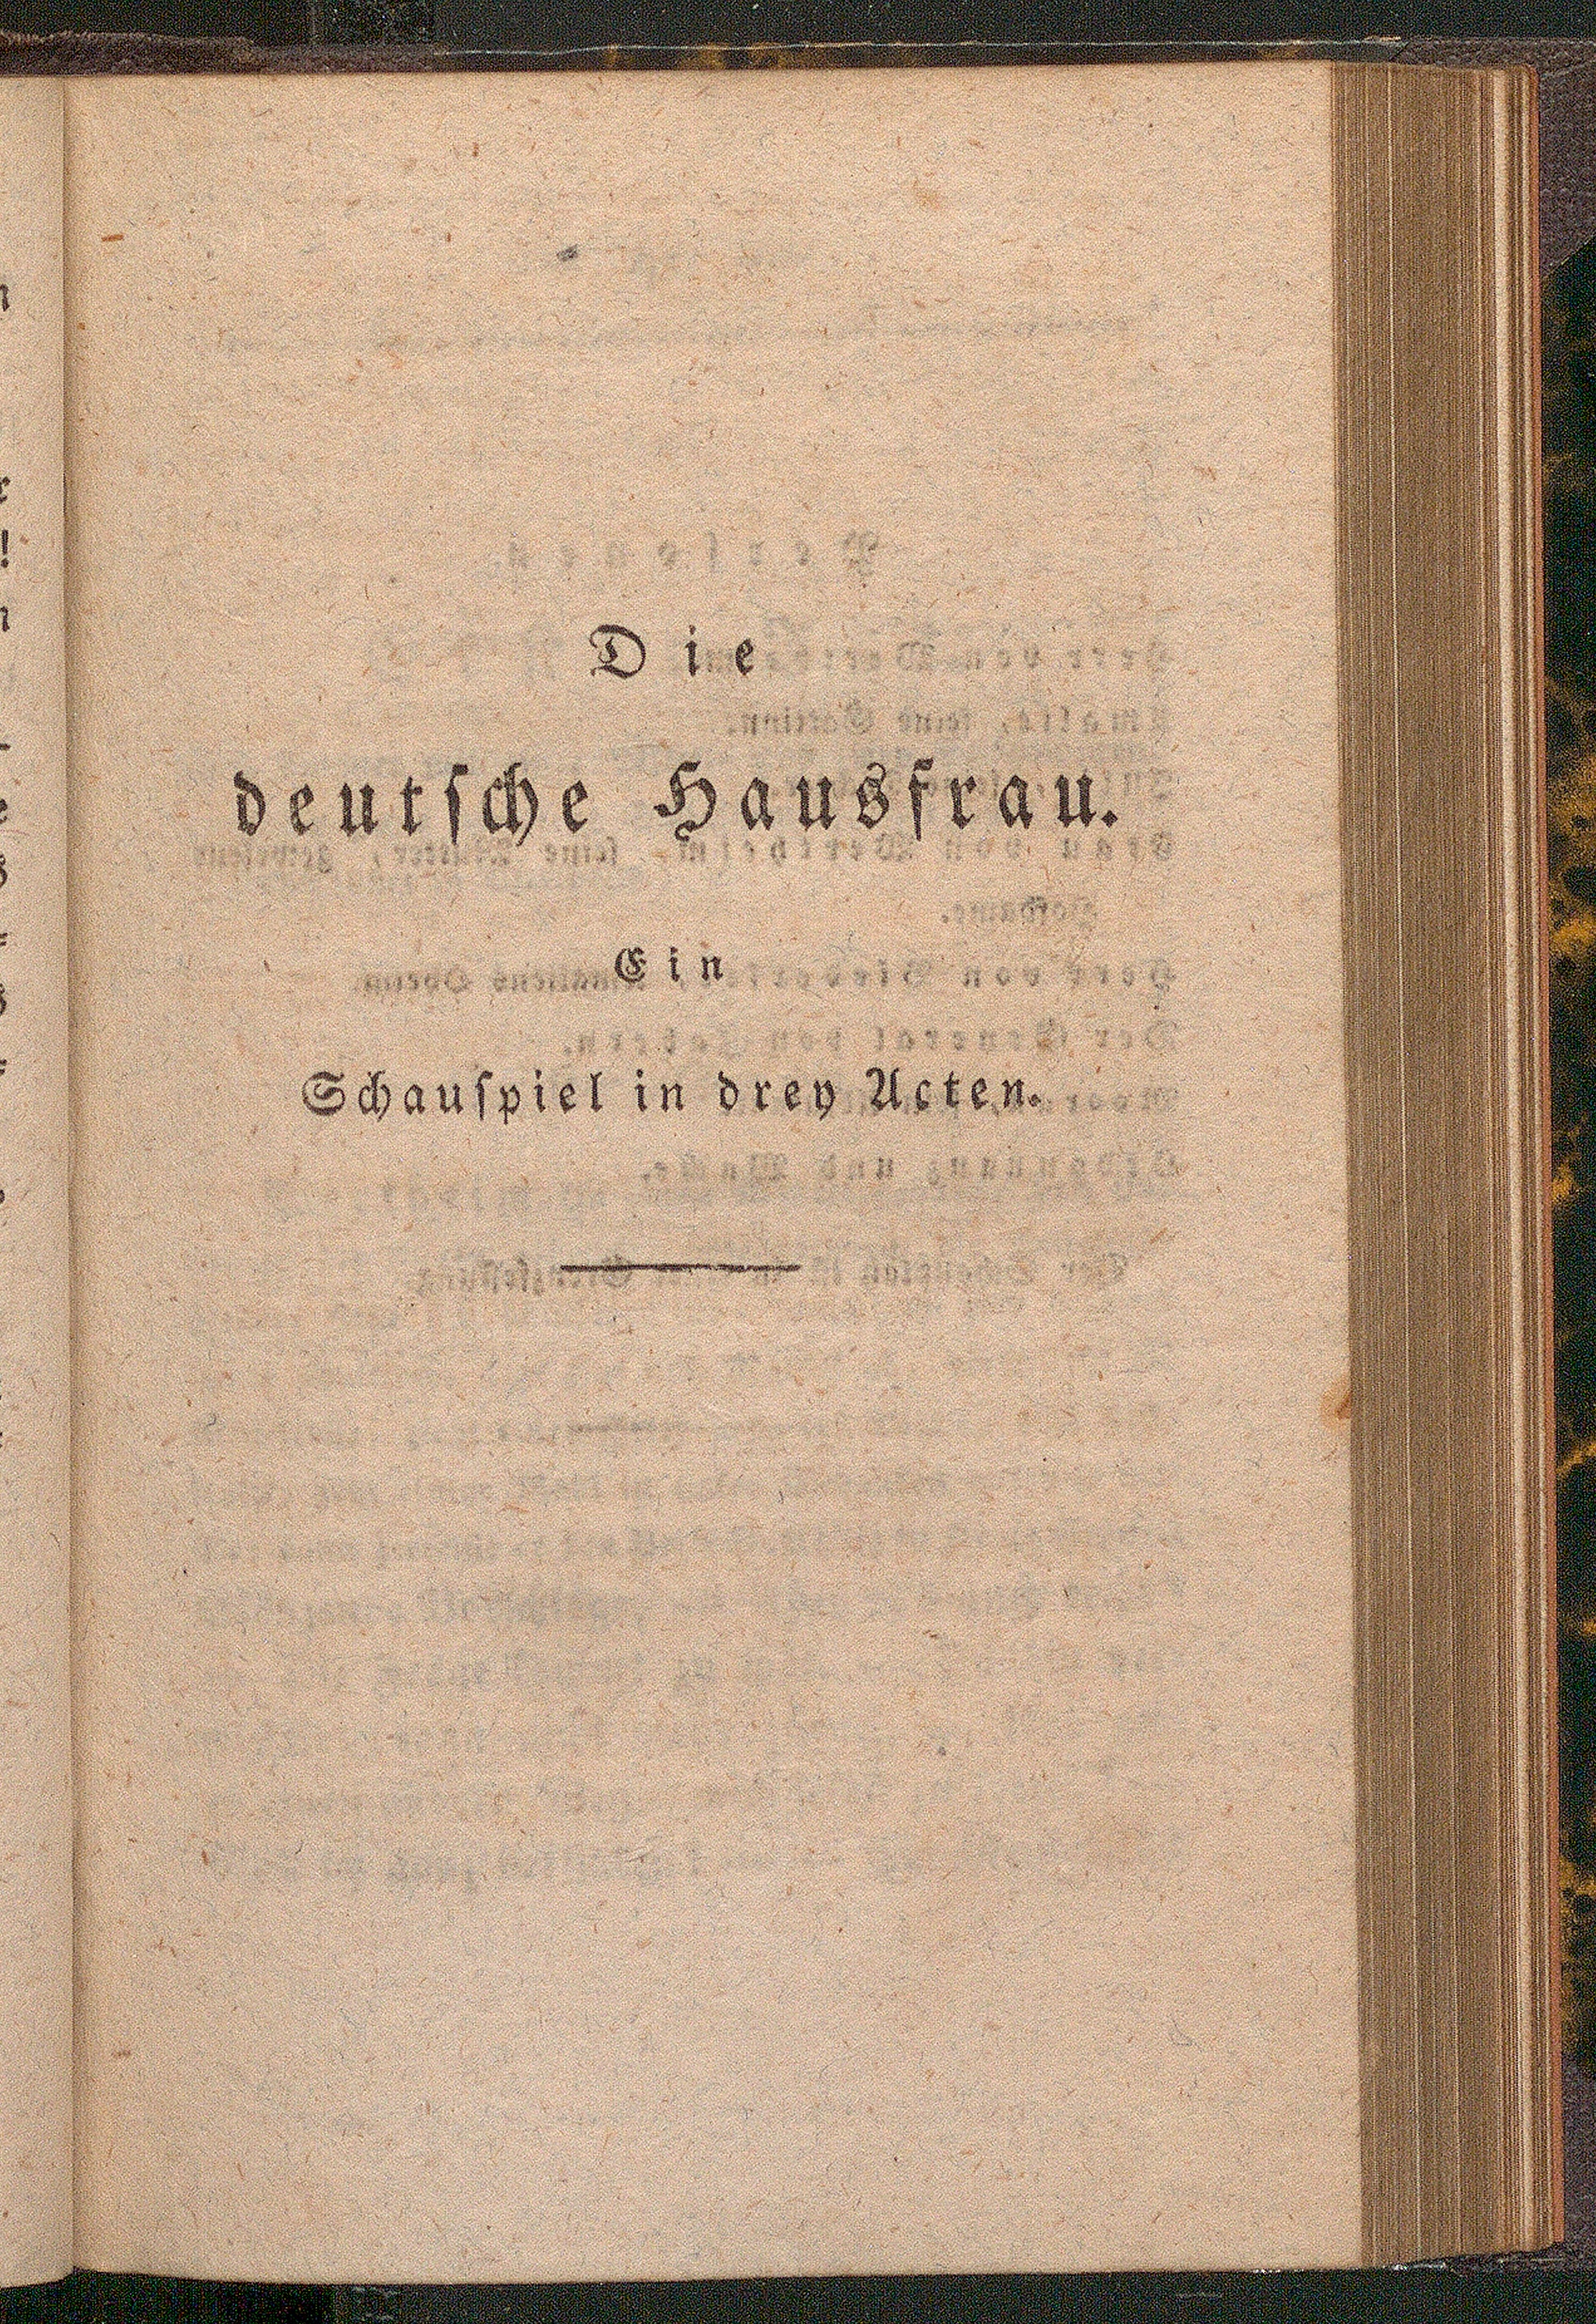 Die
deutſche Hausfrau.
Ein
Schauſpiel in drey Acten.